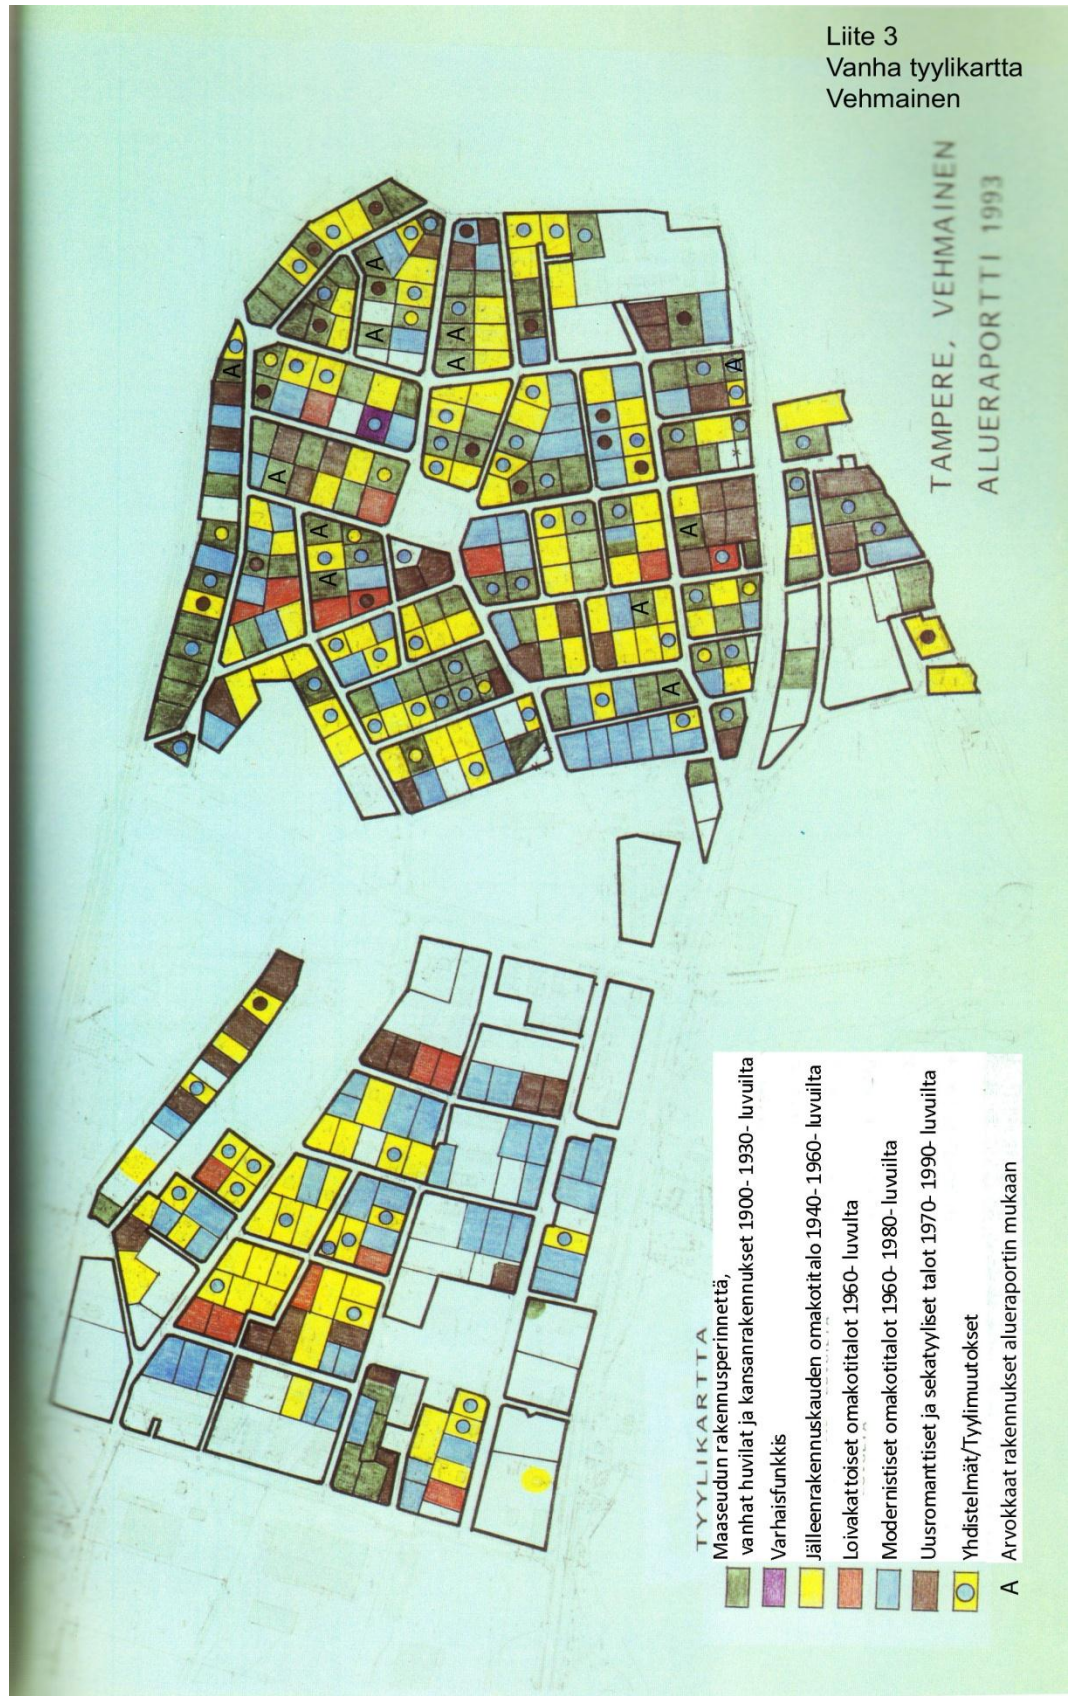 Liite 3
Vanha tyylikartta
Vehmainen
TAMPERE, VEHMAINEN
ALUERAPORTTI 1993
A
A
A
A
A
A
A
A
A
A
A
A
A
TYYLIKARTTA
Maaseudun rakennusperinnettä,
vanhat huvilat ja kansanrakennukset 1900- 1930- luvuilta
Varhaisfunkkis
Jälleenrakennuskauden omakotitalo 1940- 1960- luvuilta
Loivakattoiset omakotitalot 1960- luvulta
Modernistiset omakotitalot 1960- 1980- luvuilta
Uusromanttiset ja sekatyyliset talot 1970- 1990- luvuilta
Yhdistelmät/Tyylimuutokset
A Arvokkaat rakennukset alueraportin mukaan